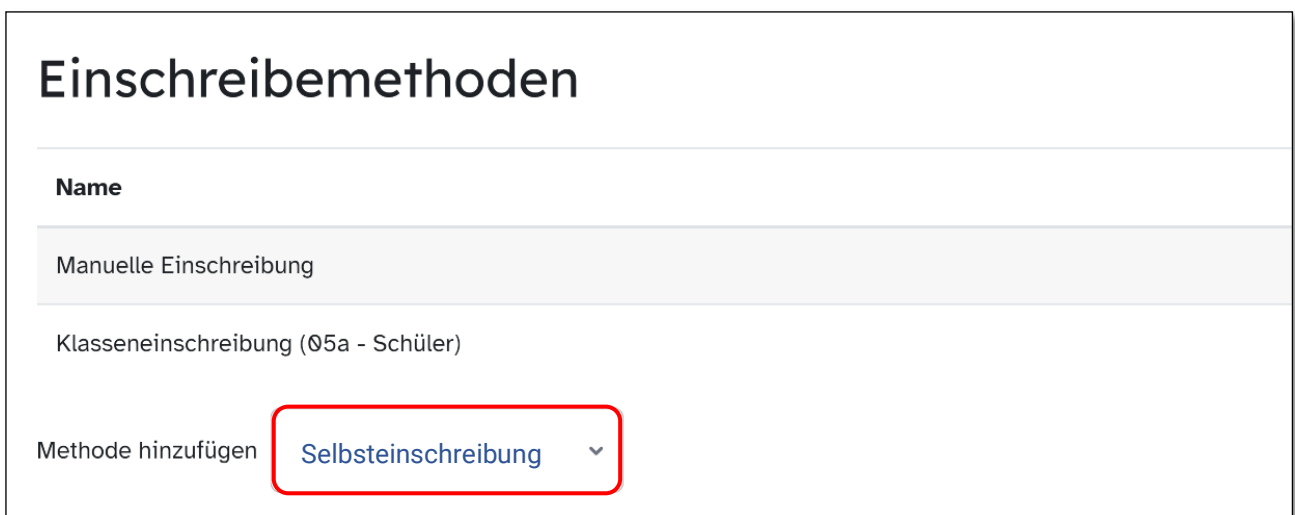 Einschreibemethoden
Name
Manuelle Einschreibung
Klasseneinschreibung (05a - Schüler)
Methode hinzufügen Selbsteinschreibung